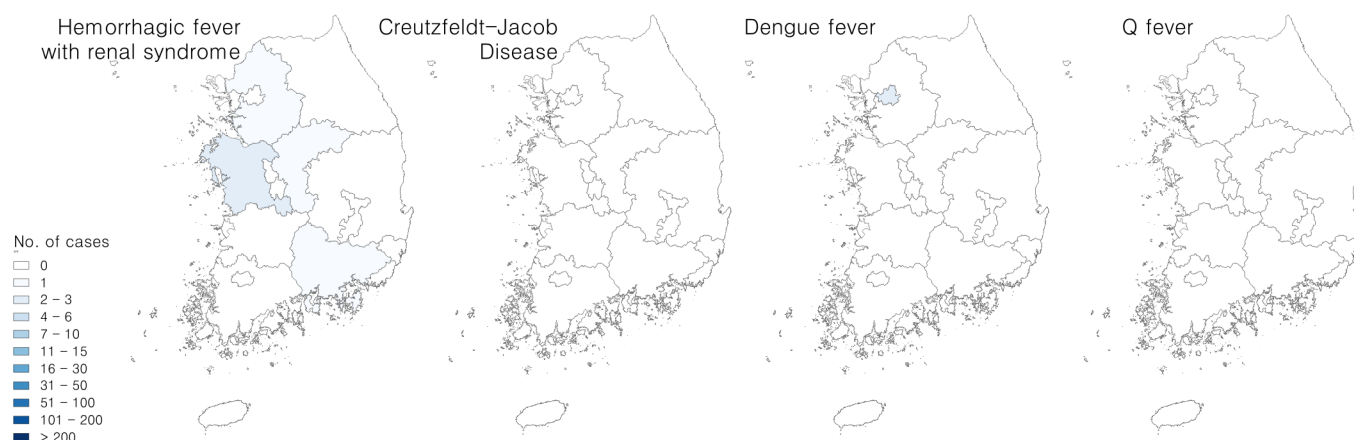 Hemorrhagic fever
with renal syndrome
Creutzfeldt-Jacob
Disease
Dengue fever
Q fever
No. of cases
0
1
2 - 3
4 - 6
7 - 10
11 - 15
16 - 30
31 - 50
51 - 100
101 - 200
> 200